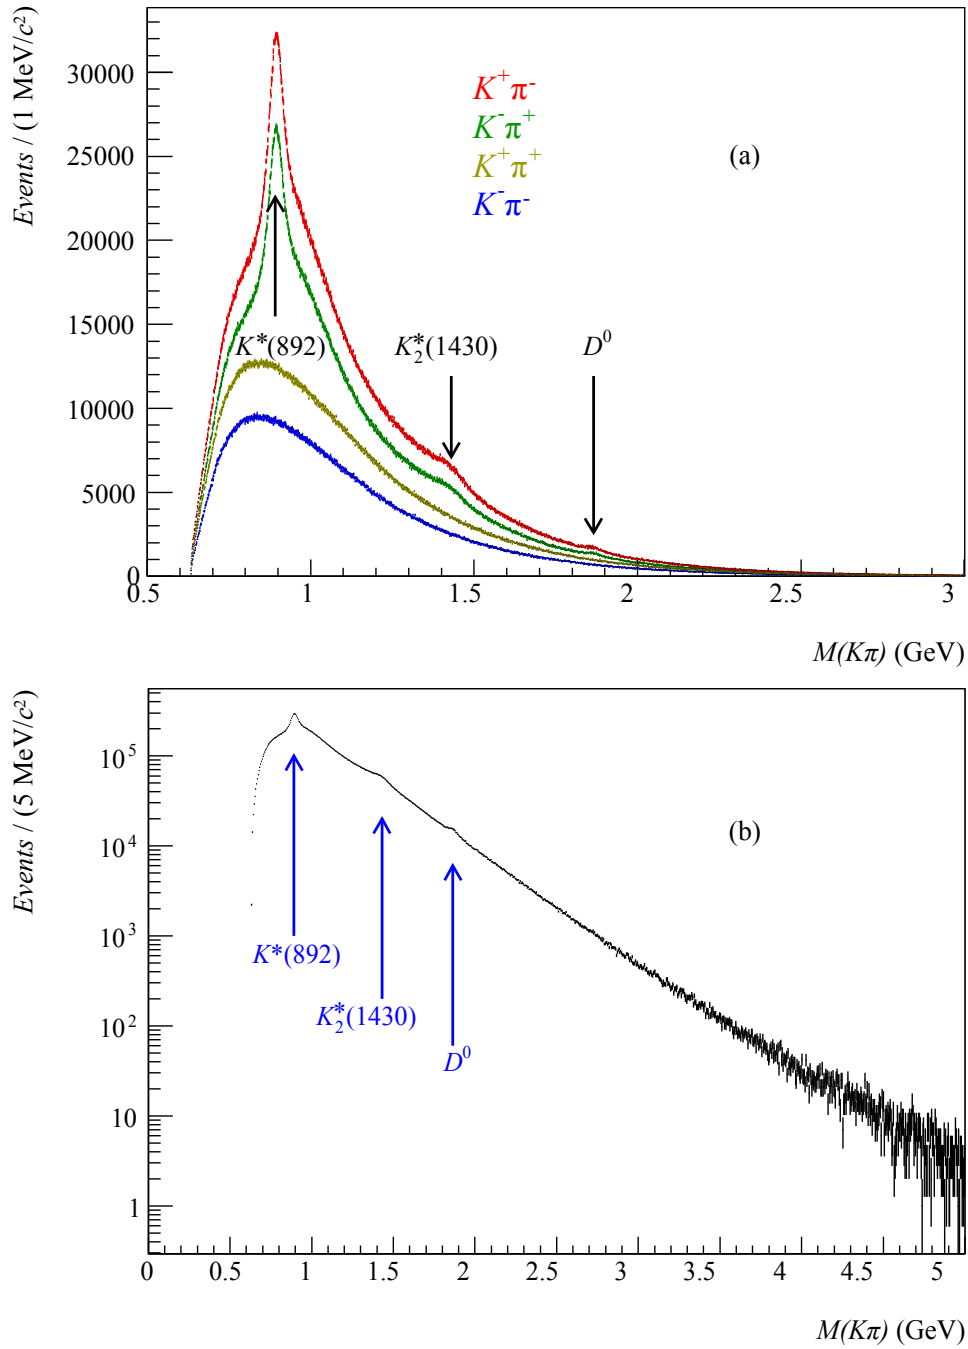 Events / (1 MeV/c²)
30000
25000
20000
15000
10000
5000
0
K⁺π⁻
K⁻π⁺
K⁺π⁺
K⁻π⁻
(a)
K*(892)
K₂*(1430)
D⁰
0.5 1 1.5 2 2.5 3
M(Kπ) (GeV)
Events / (5 MeV/c²)
10⁵
10⁴
10³
10²
10
1
(b)
K*(892)
K₂*(1430)
D⁰
0 0.5 1 1.5 2 2.5 3 3.5 4 4.5 5
M(Kπ) (GeV)